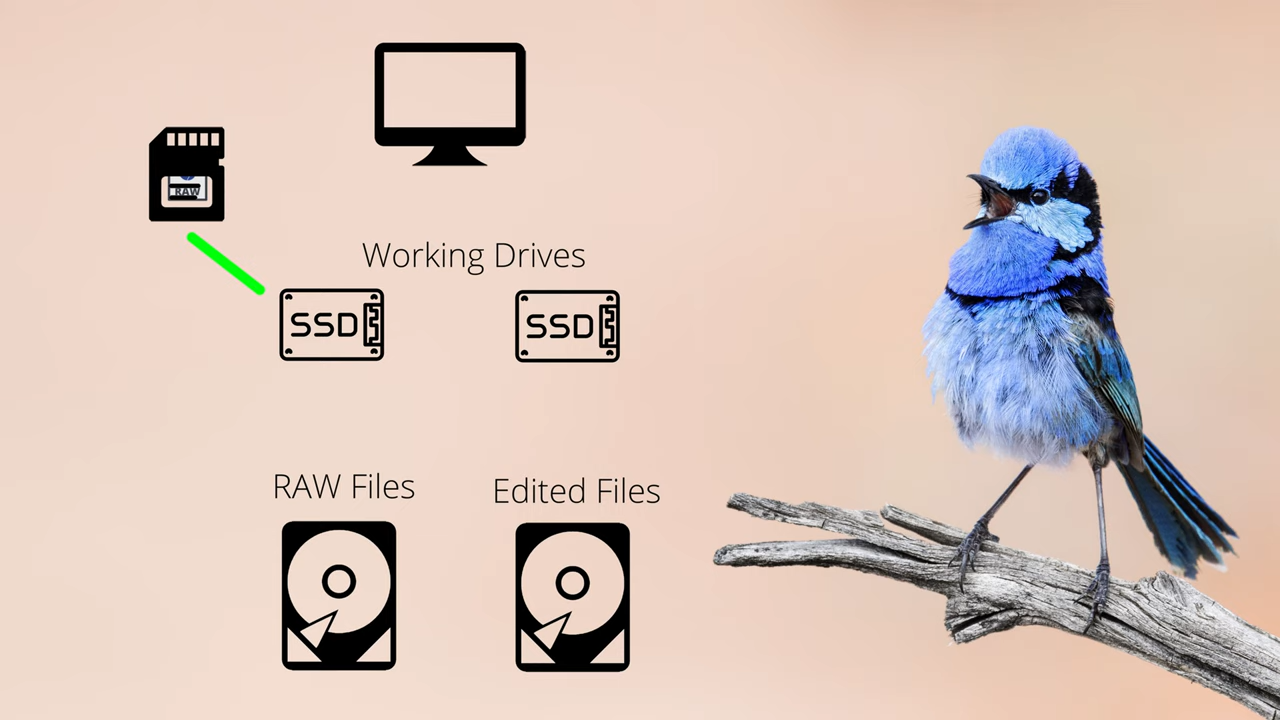 RAW
Working Drives
SSD
SSD
RAW Files
Edited Files